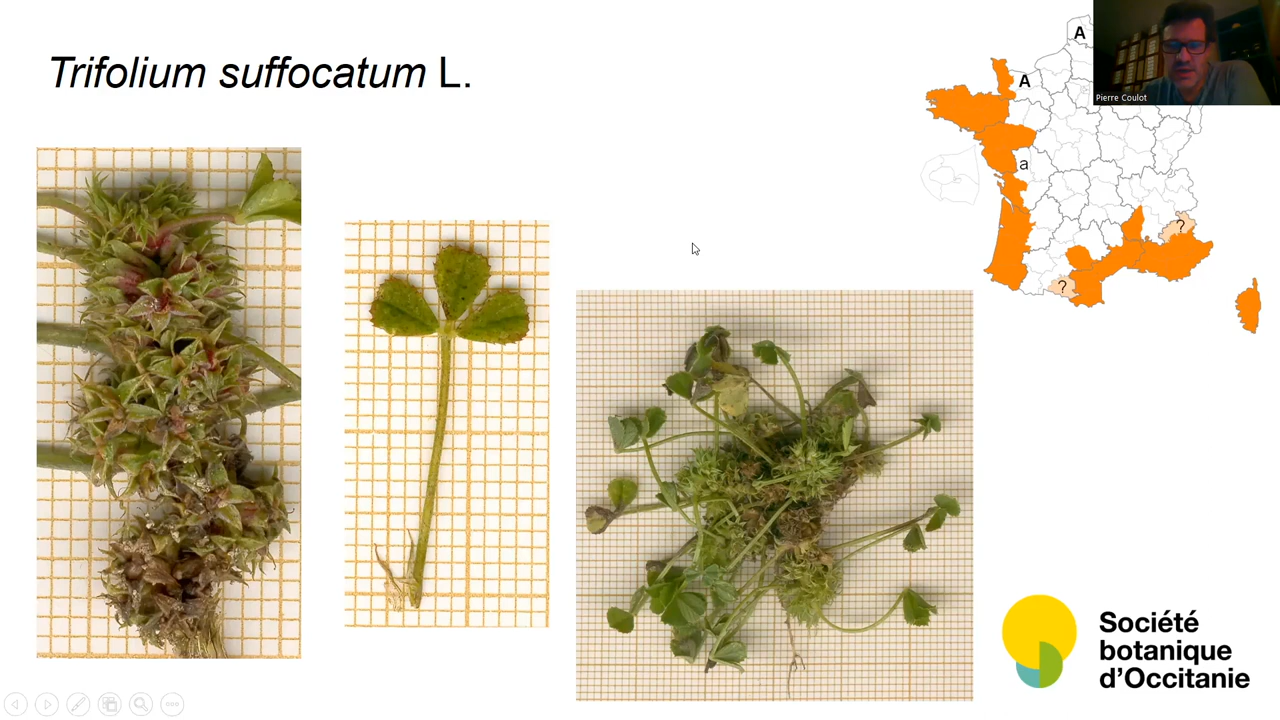 Trifolium suffocatum L.
A
A
a
?
?
Pierre Coulot
Société
botanique
d'Occitanie